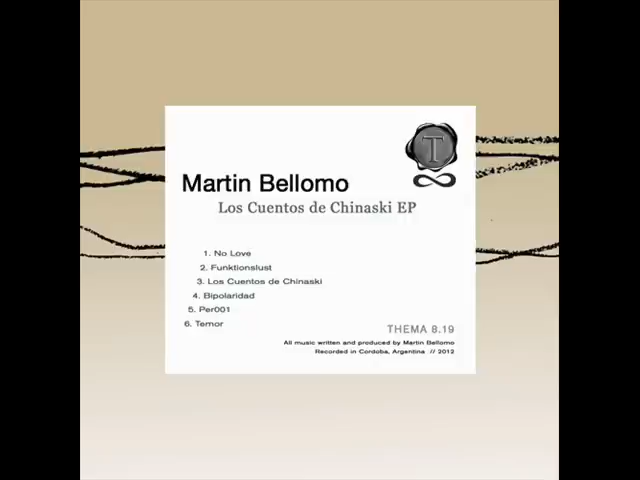 T
Martin Bellomo
Los Cuentos de Chinaski EP
1. No Love
2. Funktionslust
3. Los Cuentos de Chinaski
4. Bipolaridad
5. Per001
6. Temor
THEMA 8.19
All music written and produced by Martin Bellomo
Recorded in Cordoba, Argentina // 2012